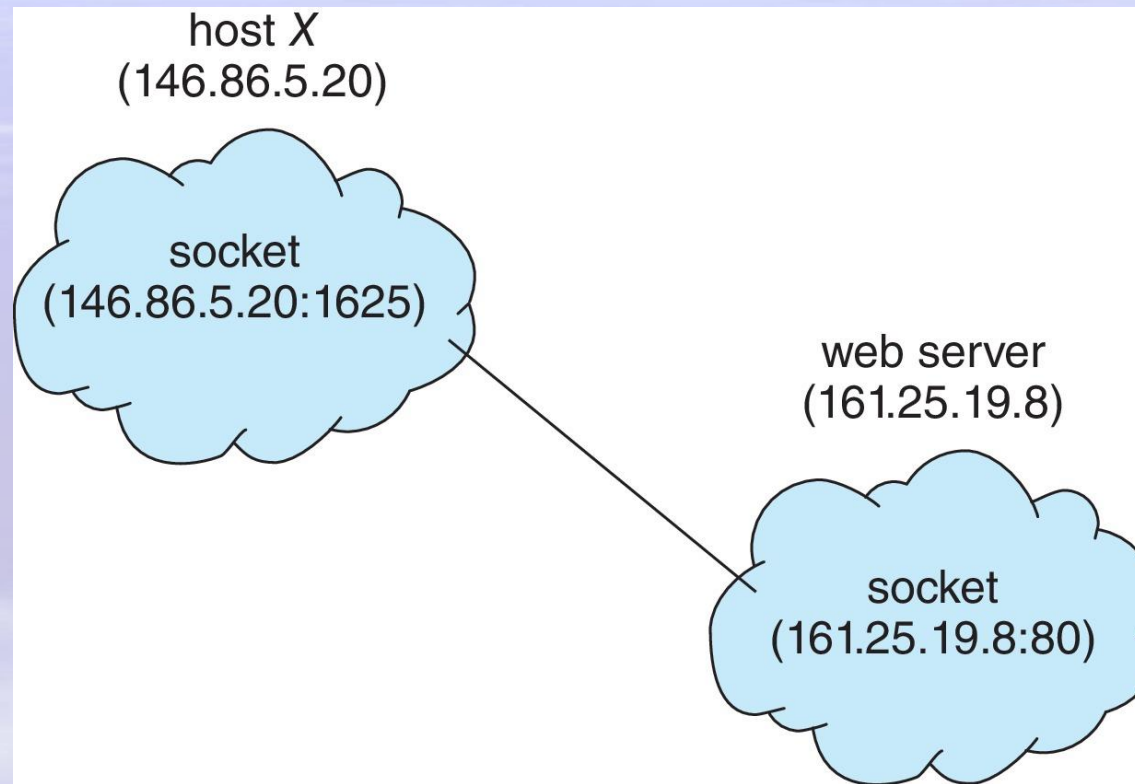 host X
(146.86.5.20)
socket
(146.86.5.20:1625)
web server
(161.25.19.8)
socket
(161.25.19.8:80)